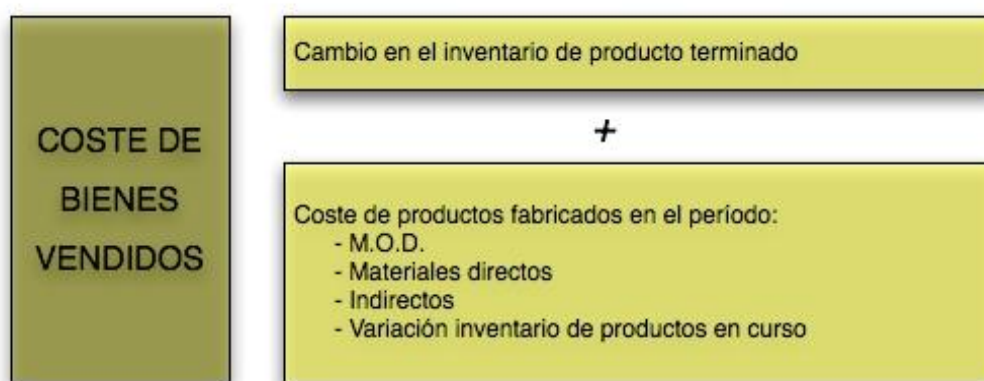 COSTE DE
BIENES
VENDIDOS
Cambio en el inventario de producto terminado
+
Coste de productos fabricados en el período:
- M.O.D.
- Materiales directos
- Indirectos
- Variación inventario de productos en curso